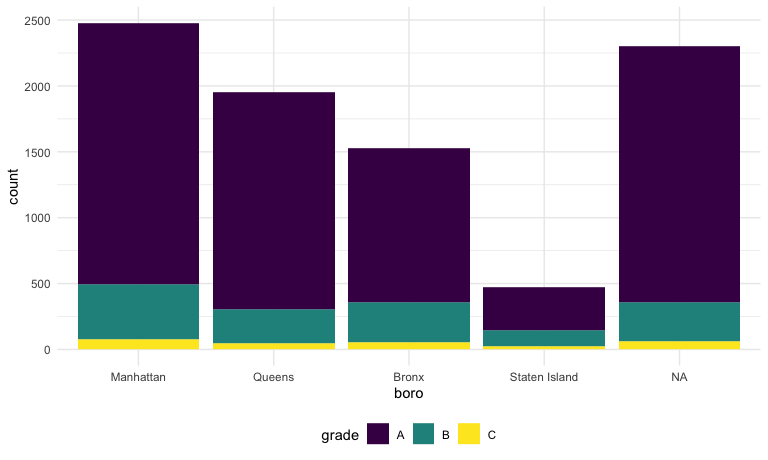 2500
2000
1500
1000
500
0
count
Manhattan Queens Bronx Staten Island NA
boro
grade A B C